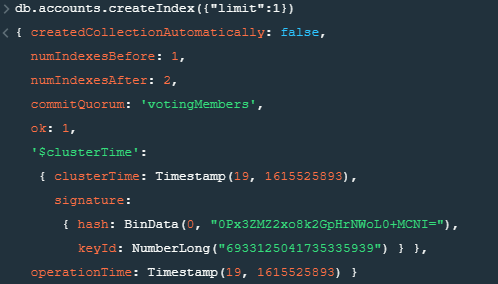 > db.accounts.createIndex({"limit":1})
< { createdCollectionAutomatically: false,
numIndexesBefore: 1,
numIndexesAfter: 2,
commitQuorum: 'votingMembers',
ok: 1,
'$clusterTime':
{ clusterTime: Timestamp(19, 1615525893),
signature:
{ hash: BinData(0, "0Px3ZMZ2xo8k2GpHrNWoL0+MCNI="),
keyId: NumberLong("6933125041735335939") } },
operationTime: Timestamp(19, 1615525893) }